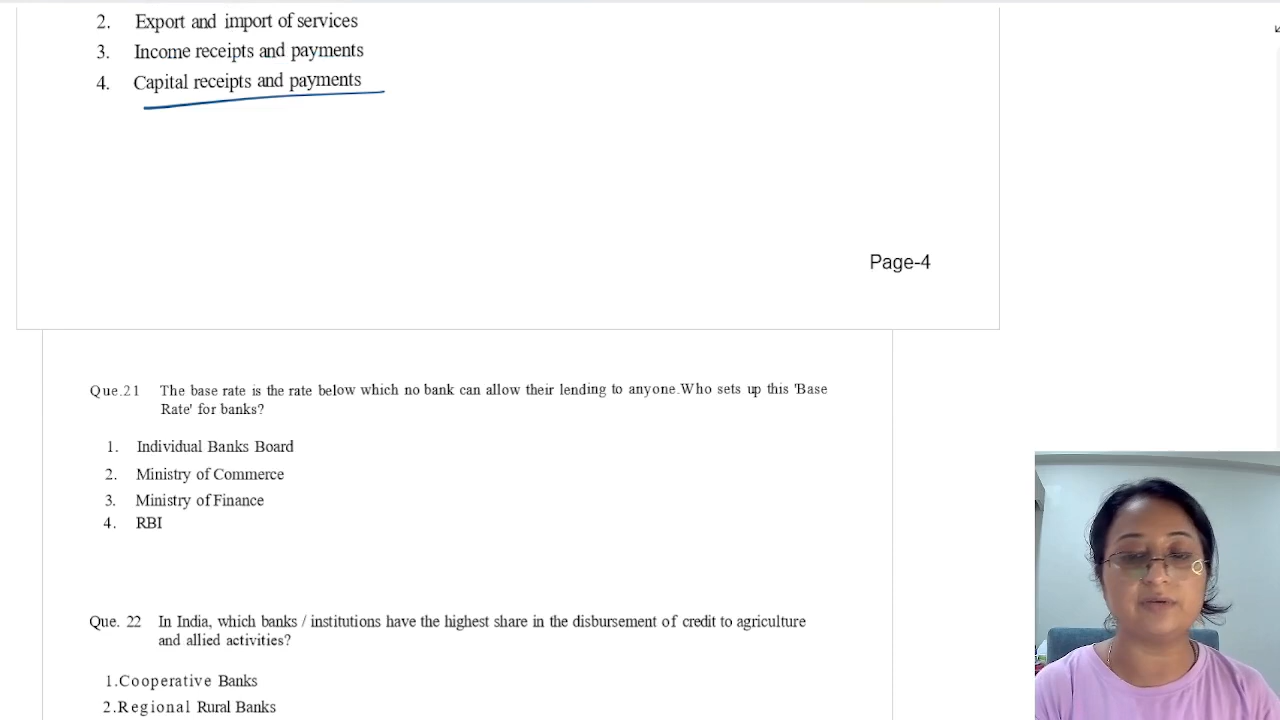 2. Export and import of services
3. Income receipts and payments
4. Capital receipts and payments
Page-4
Que.21 The base rate is the rate below which no bank can allow their lending to anyone.Who sets up this 'Base
Rate' for banks?
1. Individual Banks Board
2. Ministry of Commerce
3. Ministry of Finance
4. RBI
Que. 22 In India, which banks / institutions have the highest share in the disbursement of credit to agriculture
and allied activities?
1.Cooperative Banks
2.Regional Rural Banks